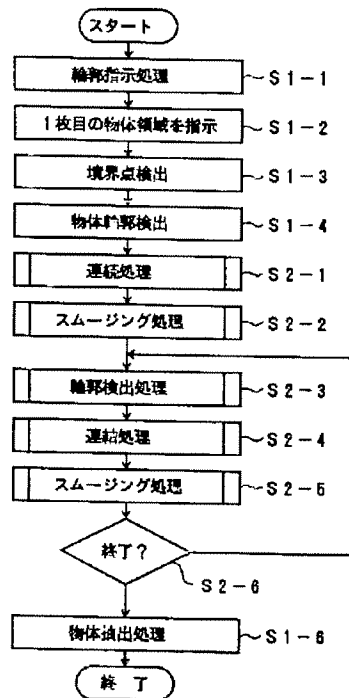 スタート
輪郭指示処理 S1-1
1枚目の物体領域を指示 S1-2
境界点検出 S1-3
物体輪郭検出 S1-4
連続処理 S2-1
スムージング処理 S2-2
輪郭検出処理 S2-3
連結処理 S2-4
スムージング処理 S2-5
終了?
S2-6
物体抽出処理 S1-6
終了